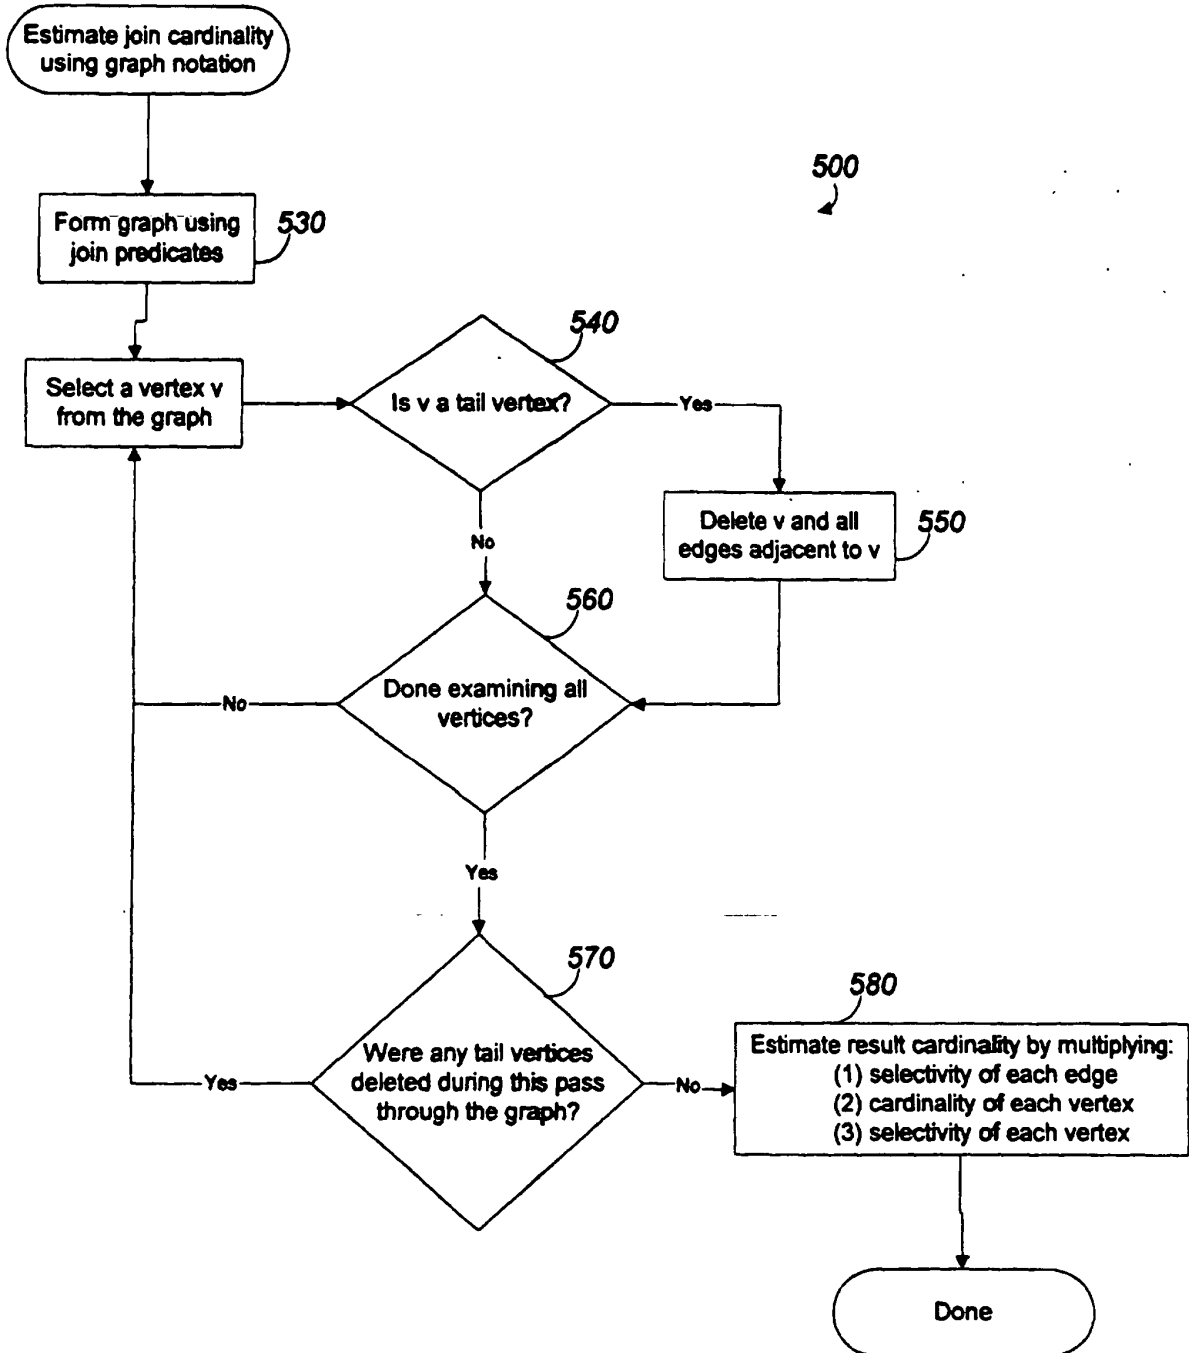 Estimate join cardinality
using graph notation
500
Form graph using
join predicates
530
540
Select a vertex v
from the graph
Is v a tail vertex?
Yes
Delete v and all
edges adjacent to v
550
No
560
Done examining all
vertices?
No
Yes
570
580
Were any tail vertices
deleted during this pass
through the graph?
Yes
No
Estimate result cardinality by multiplying:
(1) selectivity of each edge
(2) cardinality of each vertex
(3) selectivity of each vertex
Done